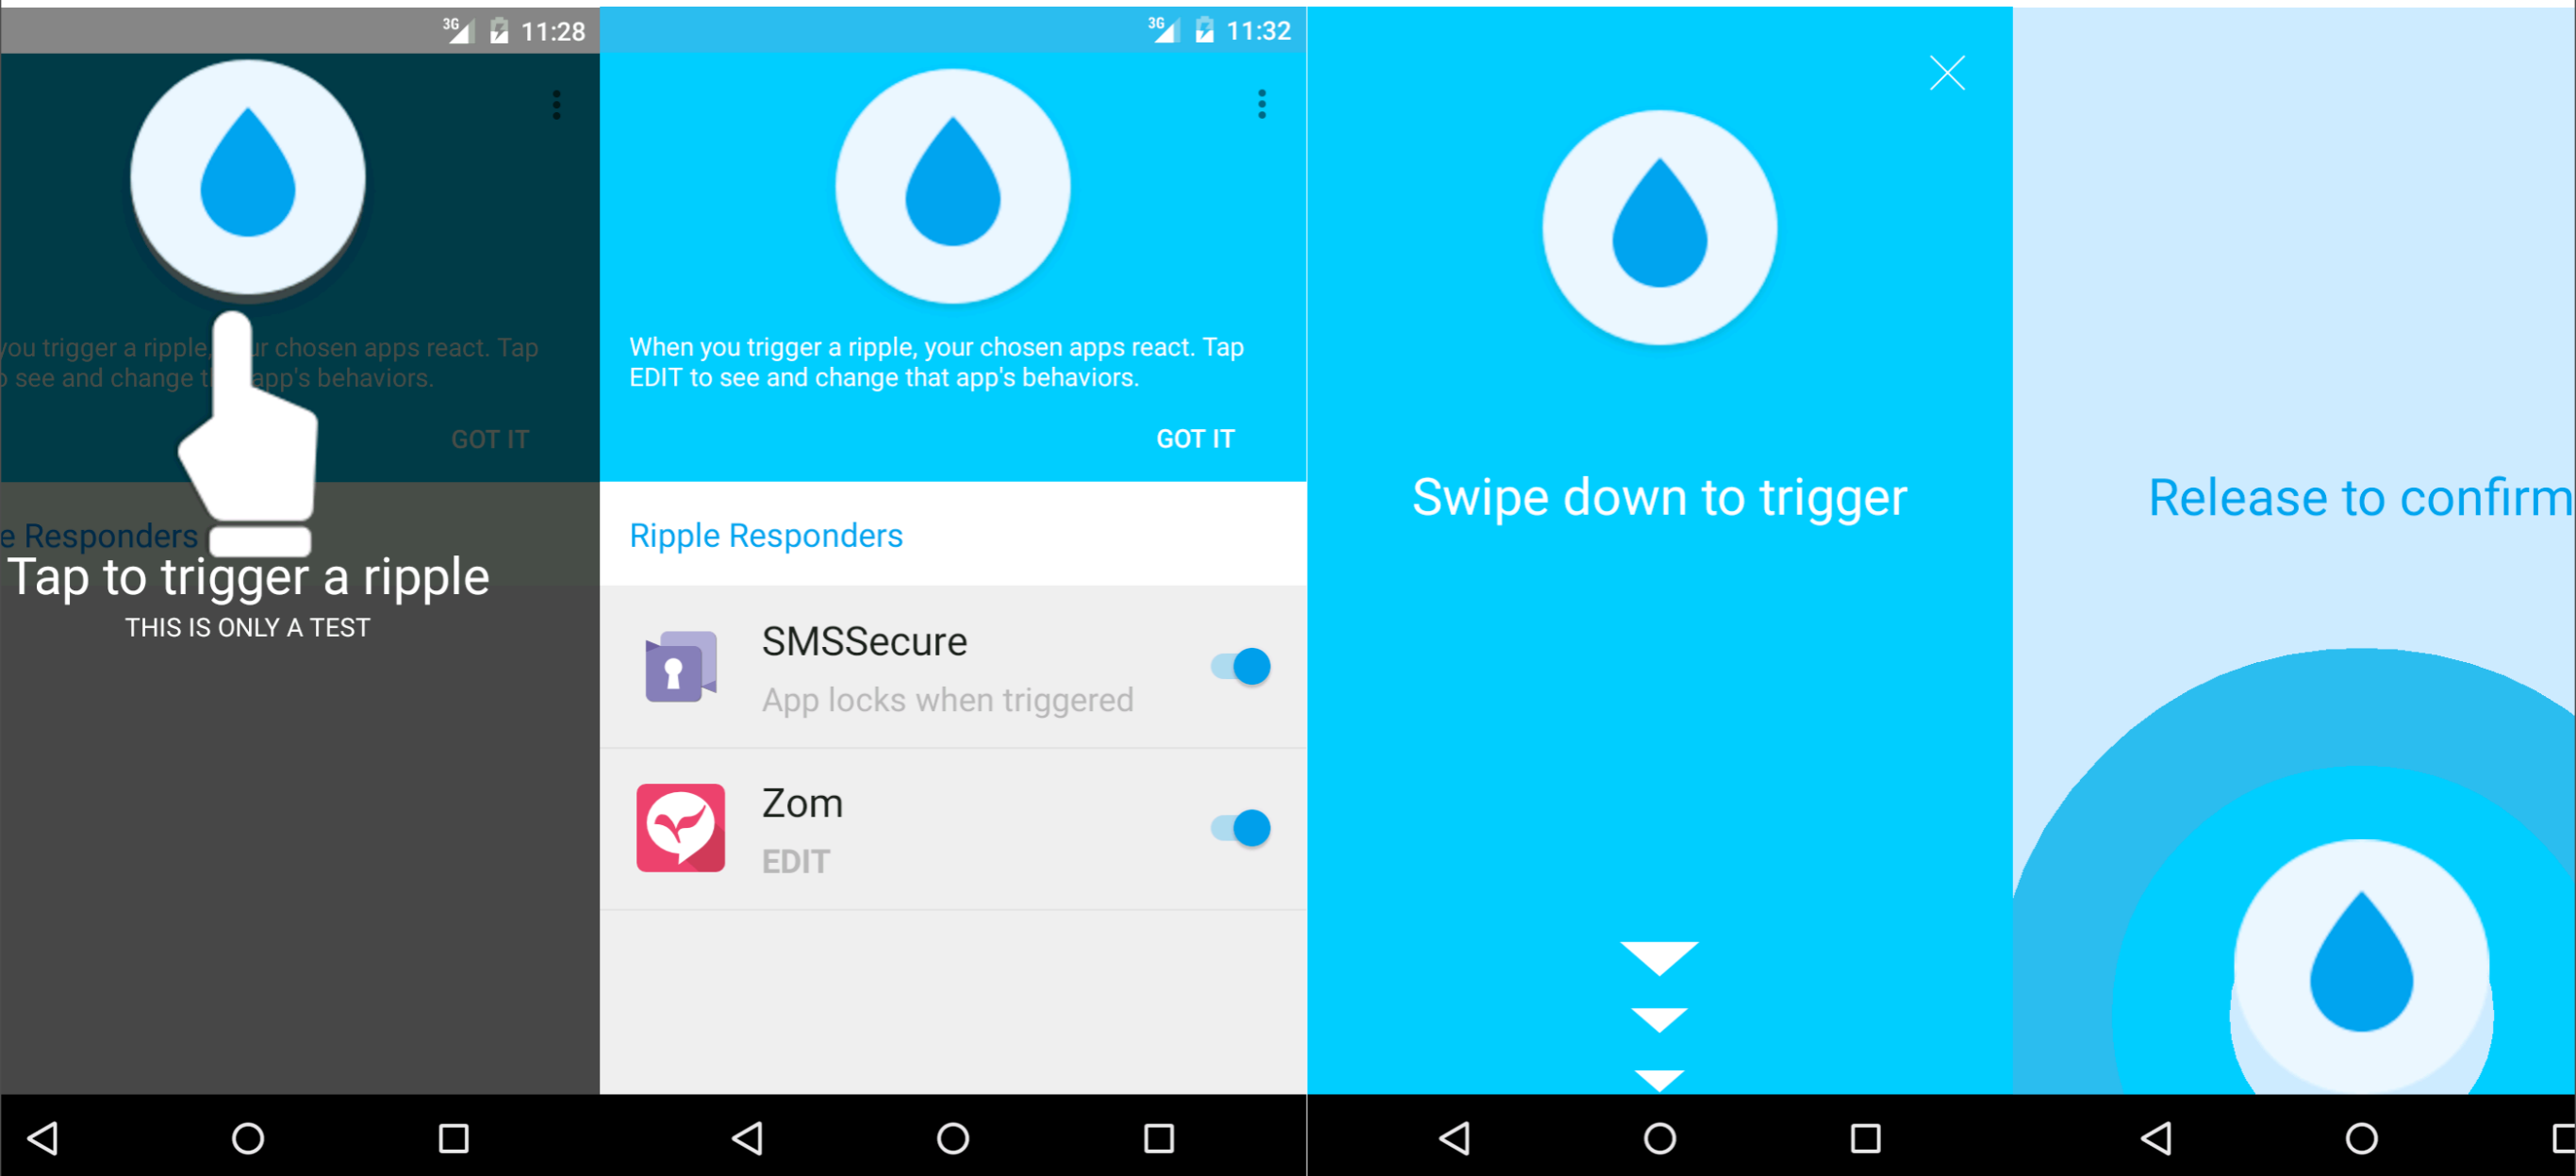 3G 11:28
you trigger a ripple, ur chosen apps react. Tap
see and change t app's behaviors.
GOT IT
e Responders
Tap to trigger a ripple
THIS IS ONLY A TEST
3G 11:32
When you trigger a ripple, your chosen apps react. Tap
EDIT to see and change that app's behaviors.
GOT IT
Ripple Responders
SMSSecure
App locks when triggered
Zom
EDIT
Swipe down to trigger
Release to confirm